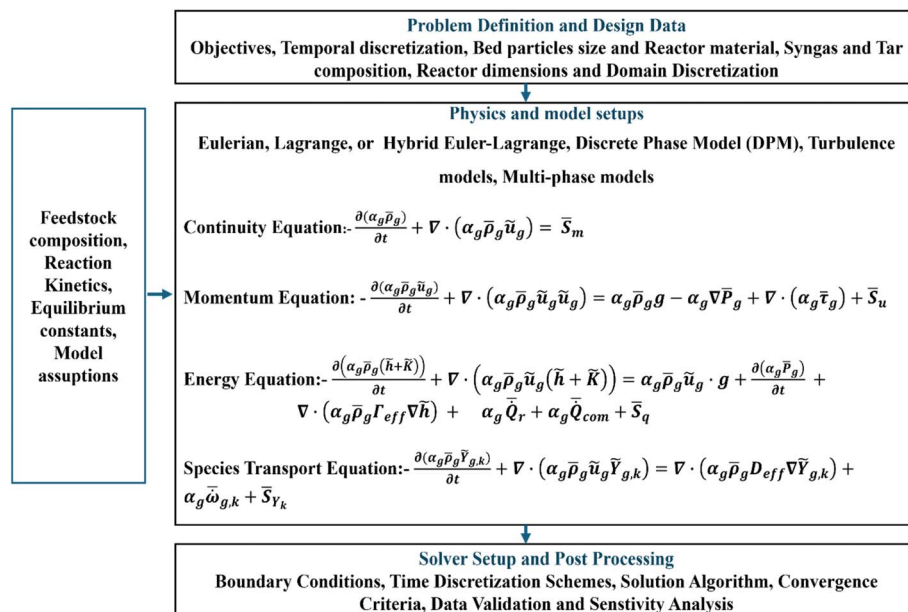 Problem Definition and Design Data
Objectives, Temporal discretization, Bed particles size and Reactor material, Syngas and Tar
composition, Reactor dimensions and Domain Discretization
Feedstock
composition,
Reaction
Kinetics,
Equilibrium
constants,
Model
assuptions
Physics and model setups
Eulerian, Lagrange, or Hybrid Euler-Lagrange, Discrete Phase Model (DPM), Turbulence
models, Multi-phase models
Continuity Equation:- ∂(α_g ρ̅_g)/∂t + ∇ · (α_g ρ̅_g ũ_g) = S̅_m
Momentum Equation: - ∂(α_g ρ̅_g ũ_g)/∂t + ∇ · (α_g ρ̅_g ũ_g ũ_g) = α_g ρ̅_g g − α_g ∇P̅_g + ∇ · (α_g τ̅_g) + S̅_u
Energy Equation:- ∂(α_g ρ̅_g (h̃+K̃))/∂t + ∇ · (α_g ρ̅_g ũ_g (h̃ + K̃)) = α_g ρ̅_g ũ_g · g + ∂(α_g P̅_g)/∂t +
∇ · (α_g ρ̅_g Γ_eff ∇h̃) + α_g Q̇̅_r + α_g Q̇̅_com + S̅_q
Species Transport Equation:- ∂(α_g ρ̅_g Ỹ_g,k)/∂t + ∇ · (α_g ρ̅_g ũ_g Ỹ_g,k) = ∇ · (α_g ρ̅_g D_eff ∇Ỹ_g,k) +
α_g ω̇̅_g,k + S̅_Y_k
Solver Setup and Post Processing
Boundary Conditions, Time Discretization Schemes, Solution Algorithm, Convergence
Criteria, Data Validation and Senstivity Analysis